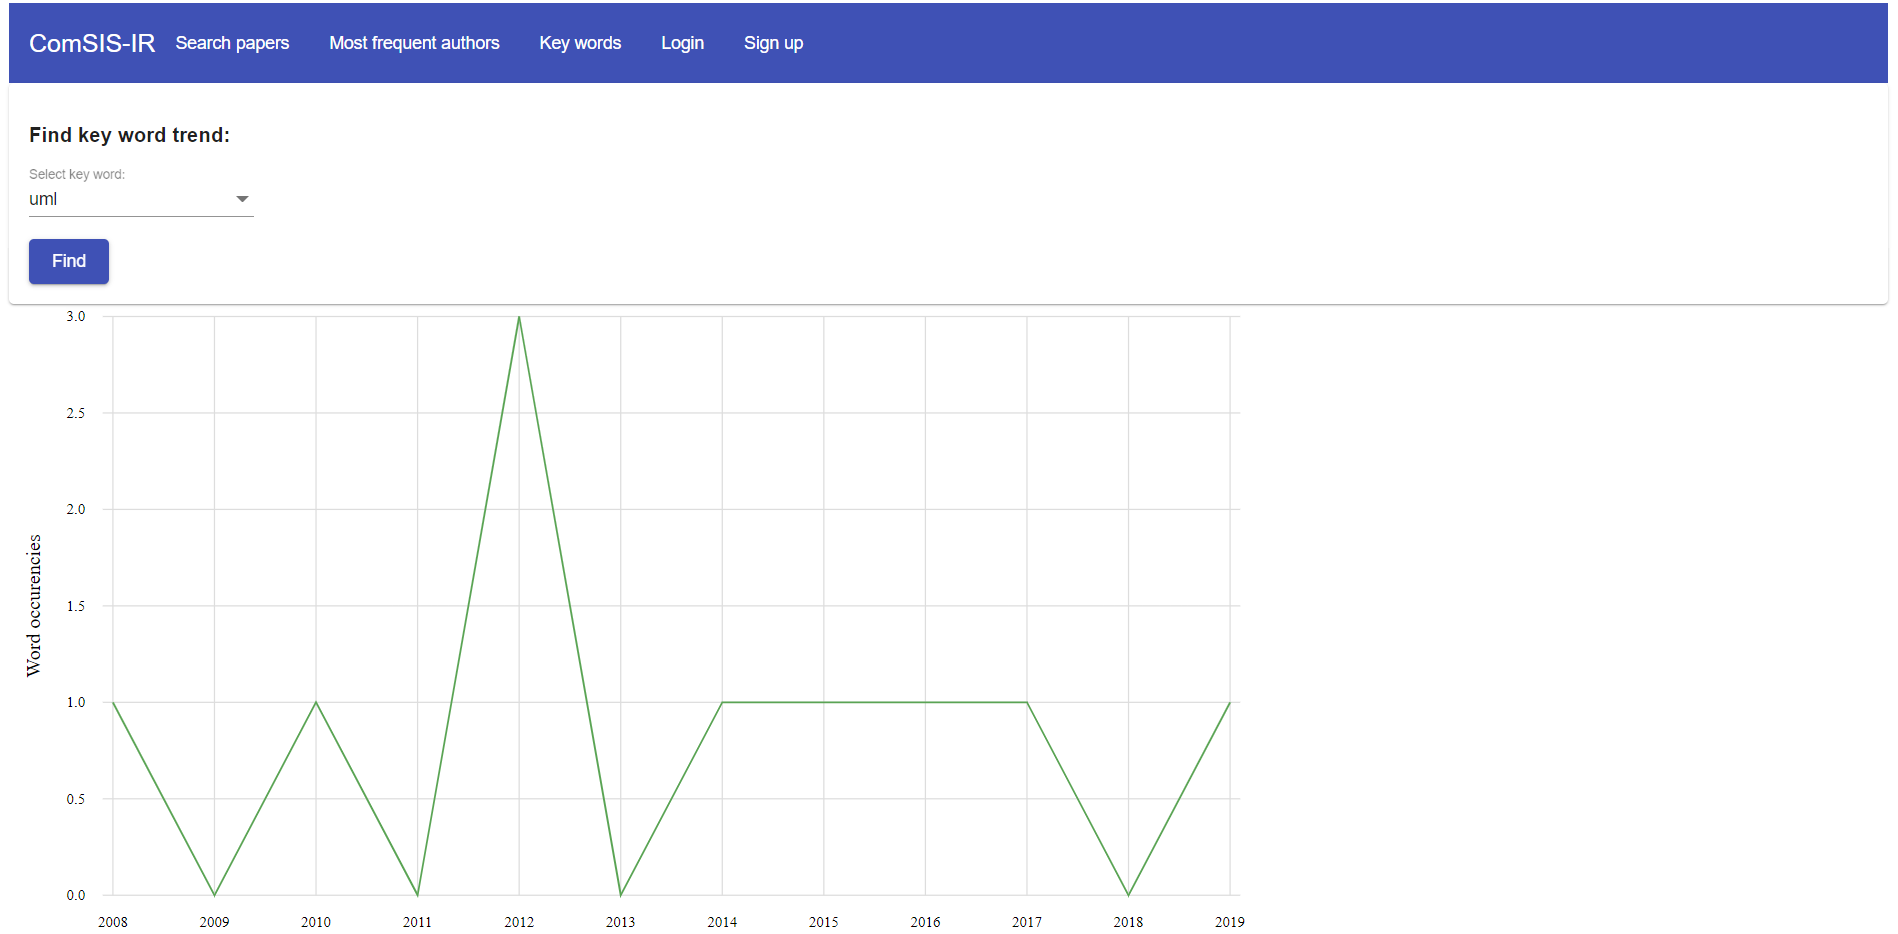 ComSIS-IR Search papers Most frequent authors Key words Login Sign up
Find key word trend:
Select key word:
uml
Find
3.0
2.5
2.0
1.5
1.0
0.5
0.0
Word occurencies
2008 2009 2010 2011 2012 2013 2014 2015 2016 2017 2018 2019